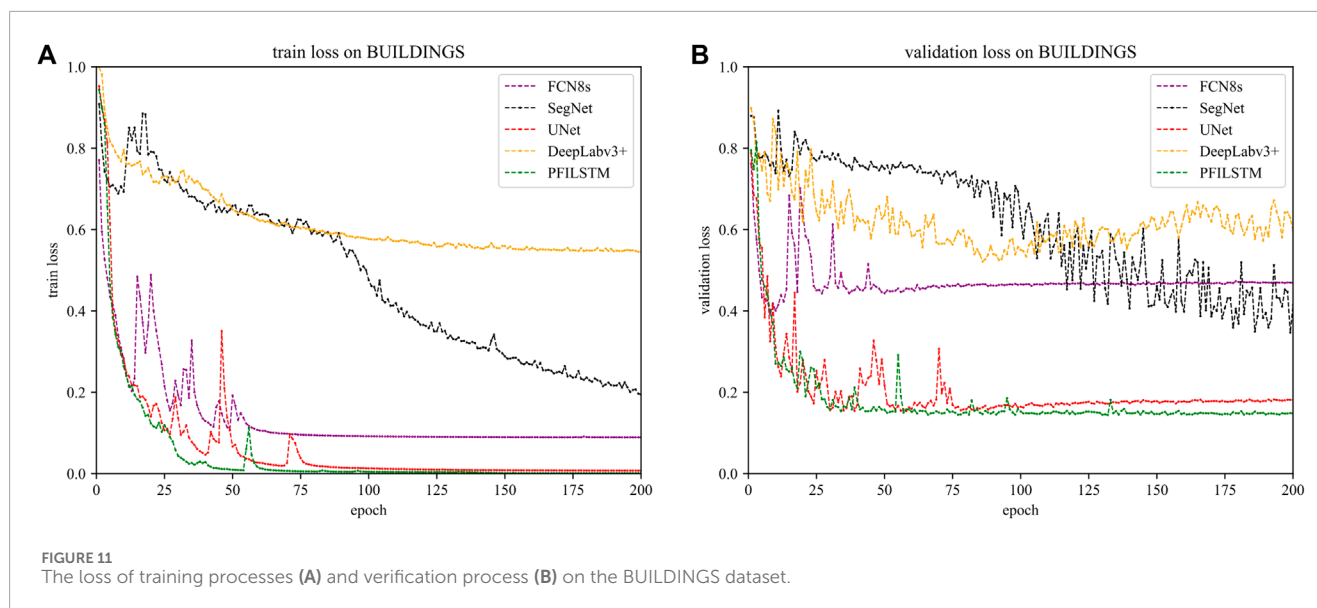 A
train loss on BUILDINGS
1.0
0.8
0.6
0.4
0.2
0.0
train loss
FCN8s
SegNet
UNet
DeepLabv3+
PFILSTM
0 25 50 75 100 125 150 175 200
epoch
B
validation loss on BUILDINGS
1.0
0.8
0.6
0.4
0.2
0.0
validation loss
FCN8s
SegNet
UNet
DeepLabv3+
PFILSTM
0 25 50 75 100 125 150 175 200
epoch
FIGURE 11
The loss of training processes (A) and verification process (B) on the BUILDINGS dataset.